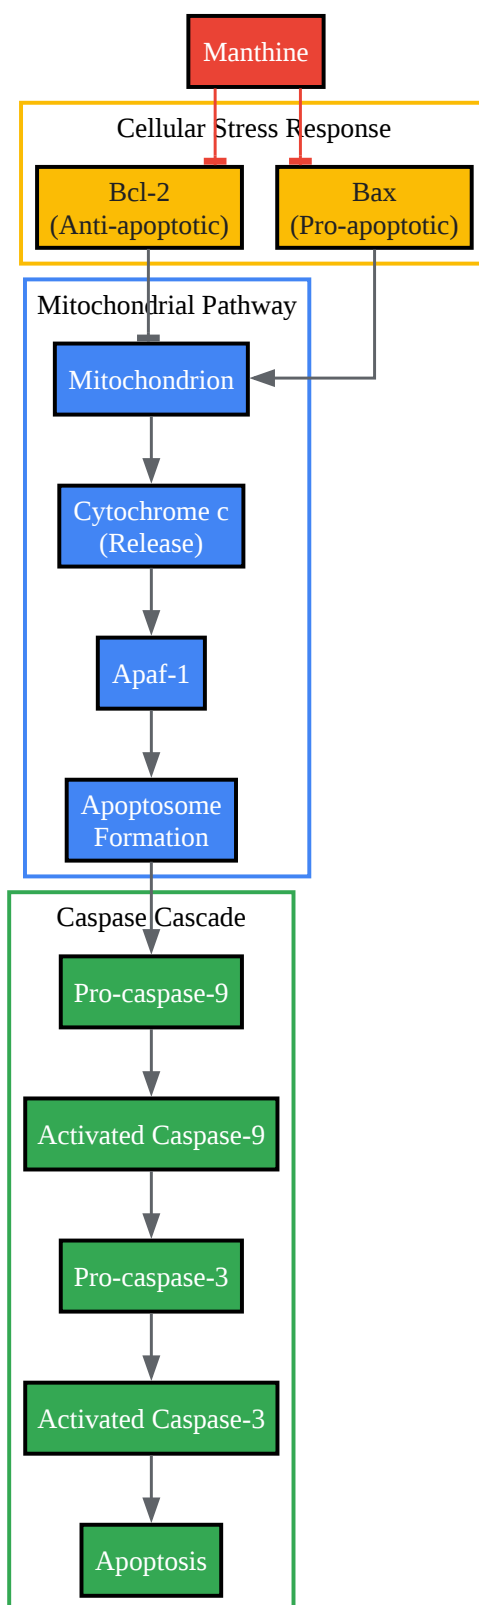 Manthine
Cellular Stress Response
Bcl-2
(Anti-apoptotic)
Bax
(Pro-apoptotic)
Mitochondrial Pathway
Mitochondrion
Cytochrome c
(Release)
Apaf-1
Apoptosome
Formation
Caspase Cascade
Pro-caspase-9
Activated Caspase-9
Pro-caspase-3
Activated Caspase-3
Apoptosis